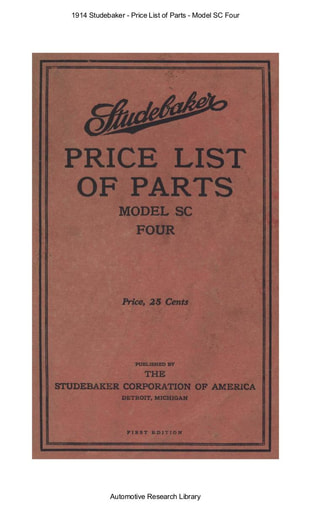 1914 Studebaker - Price List of Parts - Model SC Four
Studebaker
PRICE LIST
OF PARTS
MODEL SC
FOUR
Price, 25 Cents
PUBLISHED BY
THE
STUDEBAKER CORPORATION OF AMERICA
DETROIT, MICHIGAN
FIRST EDITION
Automotive Research Library